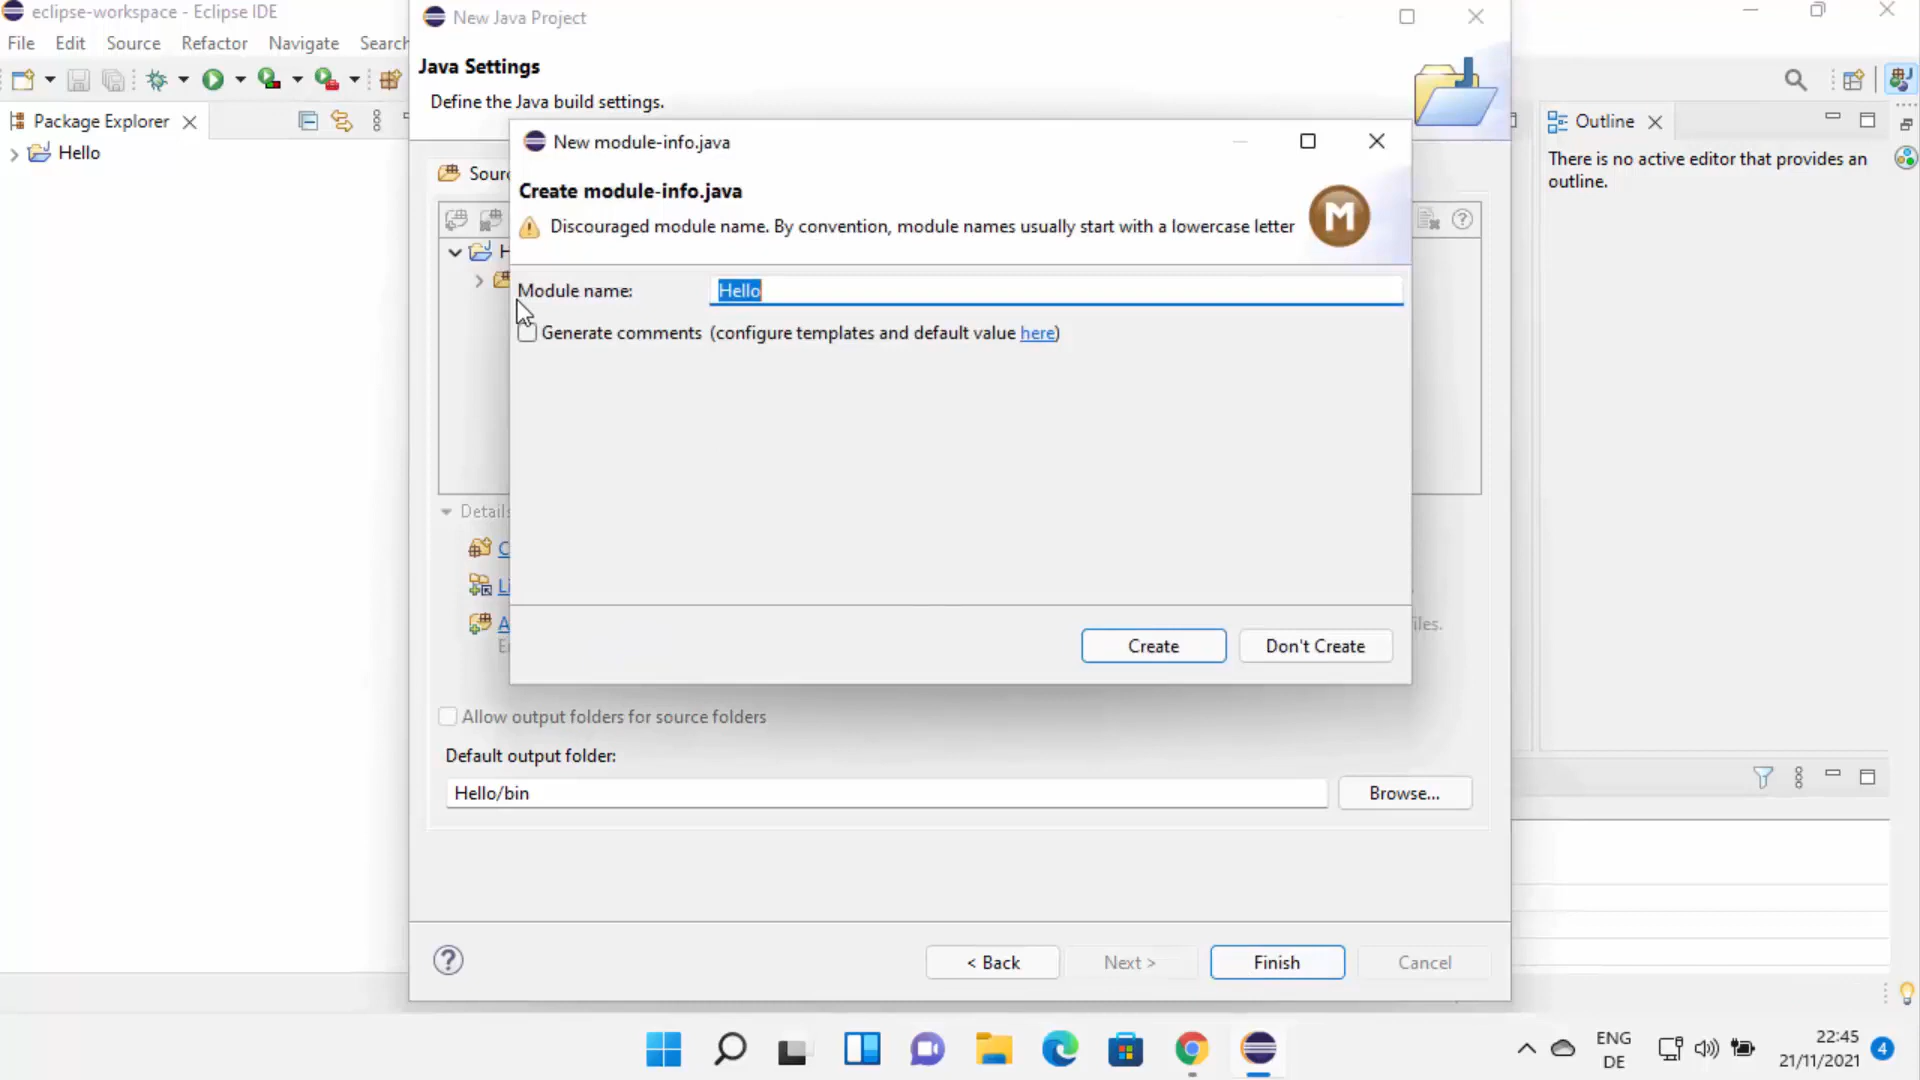 eclipse-workspace - Eclipse IDE
File Edit Source Refactor Navigate Search
Package Explorer
Hello
New Java Project
Java Settings
Define the Java build settings.
New module-info.java
Create module-info.java
Discouraged module name. By convention, module names usually start with a lowercase letter
M
Module name: Hello
Generate comments (configure templates and default value here)
Details
Create Don't Create
iles.
Allow output folders for source folders
Default output folder:
Hello/bin Browse...
? < Back Next > Finish Cancel
Outline
There is no active editor that provides an
outline.
ENG
DE
22:45
21/11/2021
4